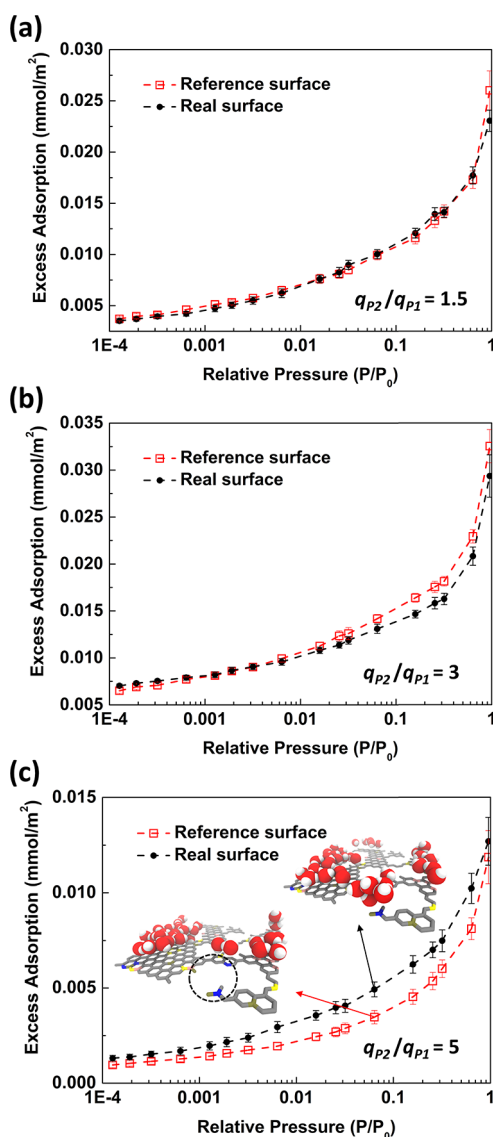 (a)
0.030
0.025
0.020
0.015
0.010
0.005
Excess Adsorption (mmol/m²)
Reference surface
Real surface
qP2/qP1 = 1.5
1E-4 0.001 0.01 0.1 1
Relative Pressure (P/P₀)
(b)
0.035
0.030
0.025
0.020
0.015
0.010
0.005
Excess Adsorption (mmol/m²)
Reference surface
Real surface
qP2/qP1 = 3
1E-4 0.001 0.01 0.1 1
Relative Pressure (P/P₀)
(c)
0.015
0.010
0.005
0.000
Excess Adsorption (mmol/m²)
Reference surface
Real surface
qP2/qP1 = 5
1E-4 0.001 0.01 0.1 1
Relative Pressure (P/P₀)